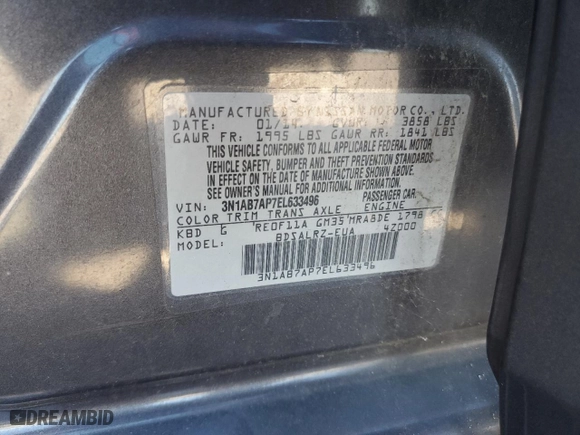 MANUFACTURED BY NISSAN MOTOR CO., LTD.
DATE: 01/14 GVWR 3858 LBS
GAWR FR: 1995 LBS GAWR RR: 1841 LBS
THIS VEHICLE CONFORMS TO ALL APPLICABLE FEDERAL MOTOR
VEHICLE SAFETY, BUMPER AND THEFT PREVENTION STANDARDS
IN EFFECT ON THE DATE OF MANUFACTURE SHOWN ABOVE.
SEE OWNER'S MANUAL FOR ADDITIONAL INFORMATION.
VIN: 3N1AB7AP7EL633496 PASSENGER CAR.
COLOR TRIM TRANS AXLE ENGINE
KBD G RE0F11A GM35 MRA8DE 1798 CC
MODEL: BDSALRZ-EUA 4Z000
3N1AB7AP7EL633496
DREAMBID